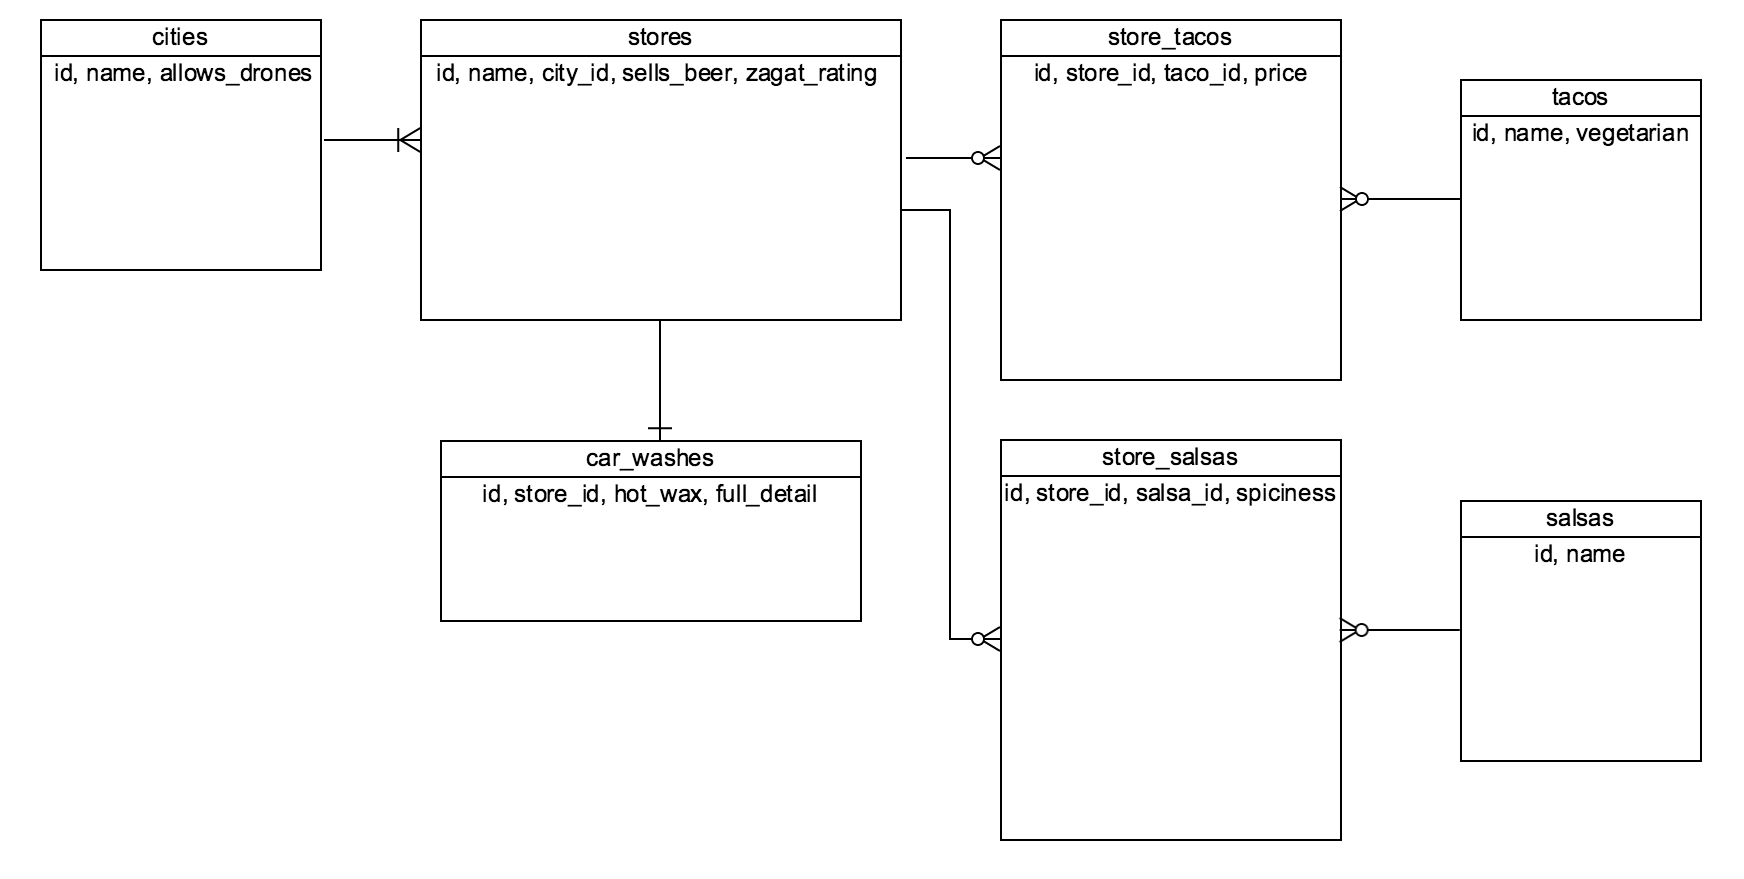 cities
id, name, allows_drones
stores
id, name, city_id, sells_beer, zagat_rating
store_tacos
id, store_id, taco_id, price
tacos
id, name, vegetarian
car_washes
id, store_id, hot_wax, full_detail
store_salsas
id, store_id, salsa_id, spiciness
salsas
id, name